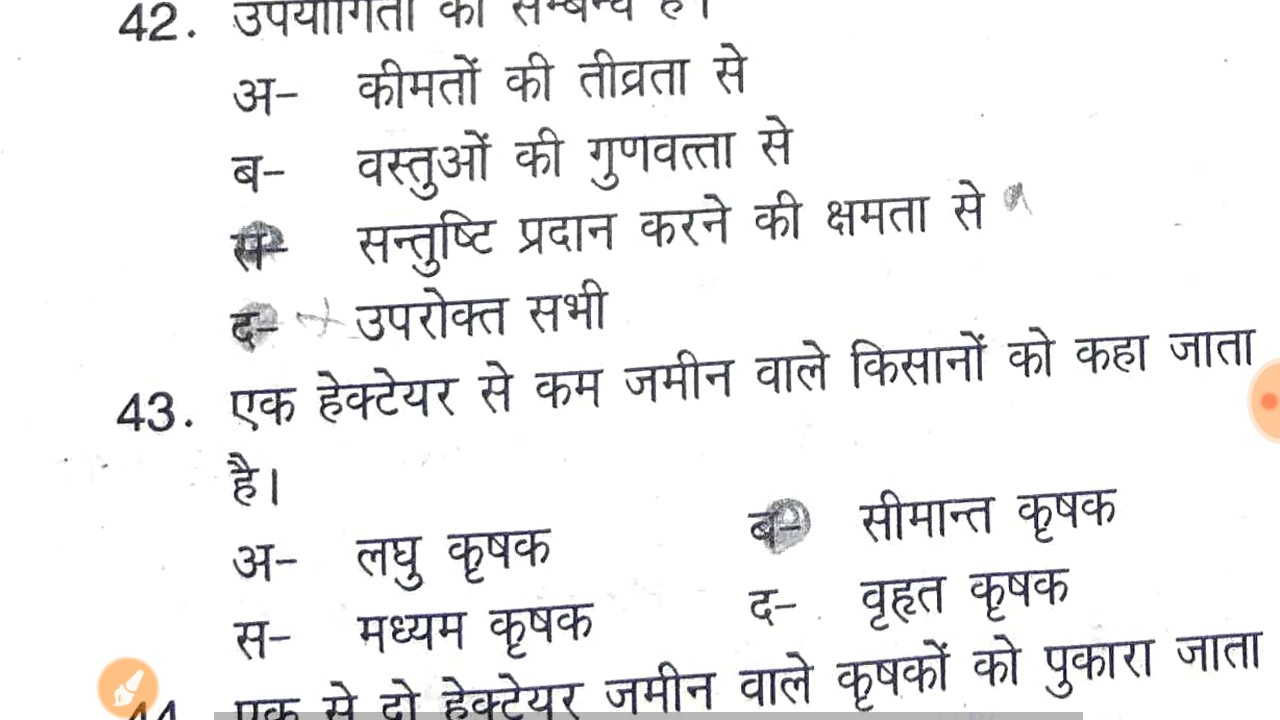 42. उपयोगिता का सम्बन्ध है।
अ- कीमतों की तीव्रता से
ब- वस्तुओं की गुणवत्ता से
स- सन्तुष्टि प्रदान करने की क्षमता से
द- उपरोक्त सभी
43. एक हेक्टेयर से कम जमीन वाले किसानों को कहा जाता
है।
अ- लघु कृषक ब- सीमान्त कृषक
स- मध्यम कृषक द- वृहत कृषक
44. एक से दो हेक्टेयर जमीन वाले कृषकों को पुकारा जाता